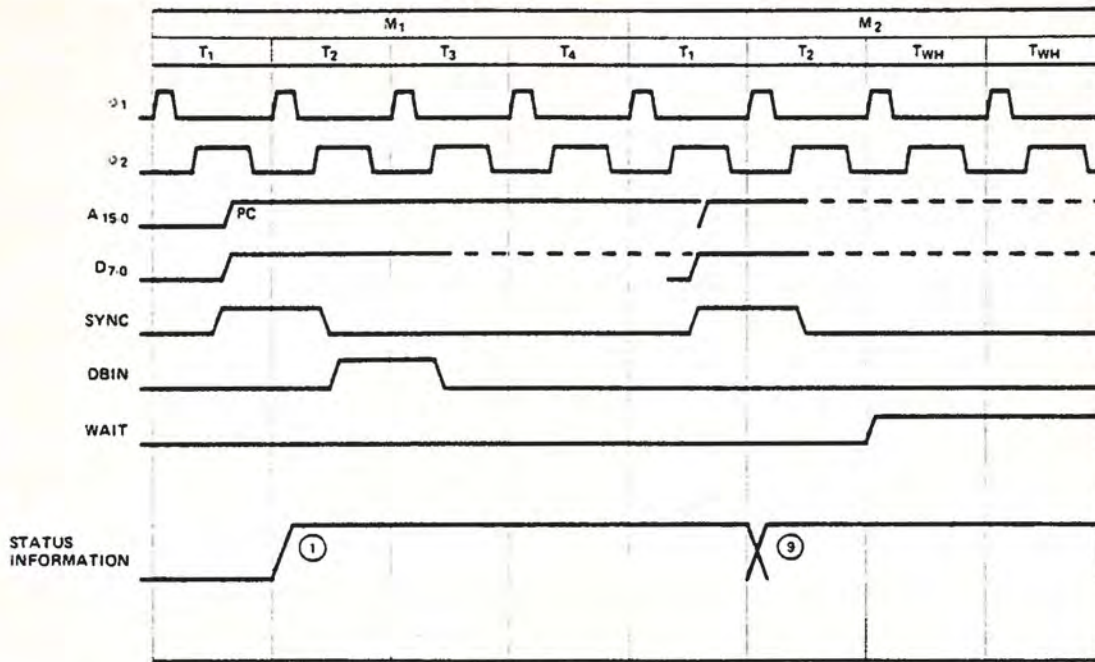 M1 M2
T1 T2 T3 T4 T1 T2 TWH TWH
φ1
φ2
A15-0 PC
D7-0
SYNC
DBIN
WAIT
STATUS
INFORMATION
1 9